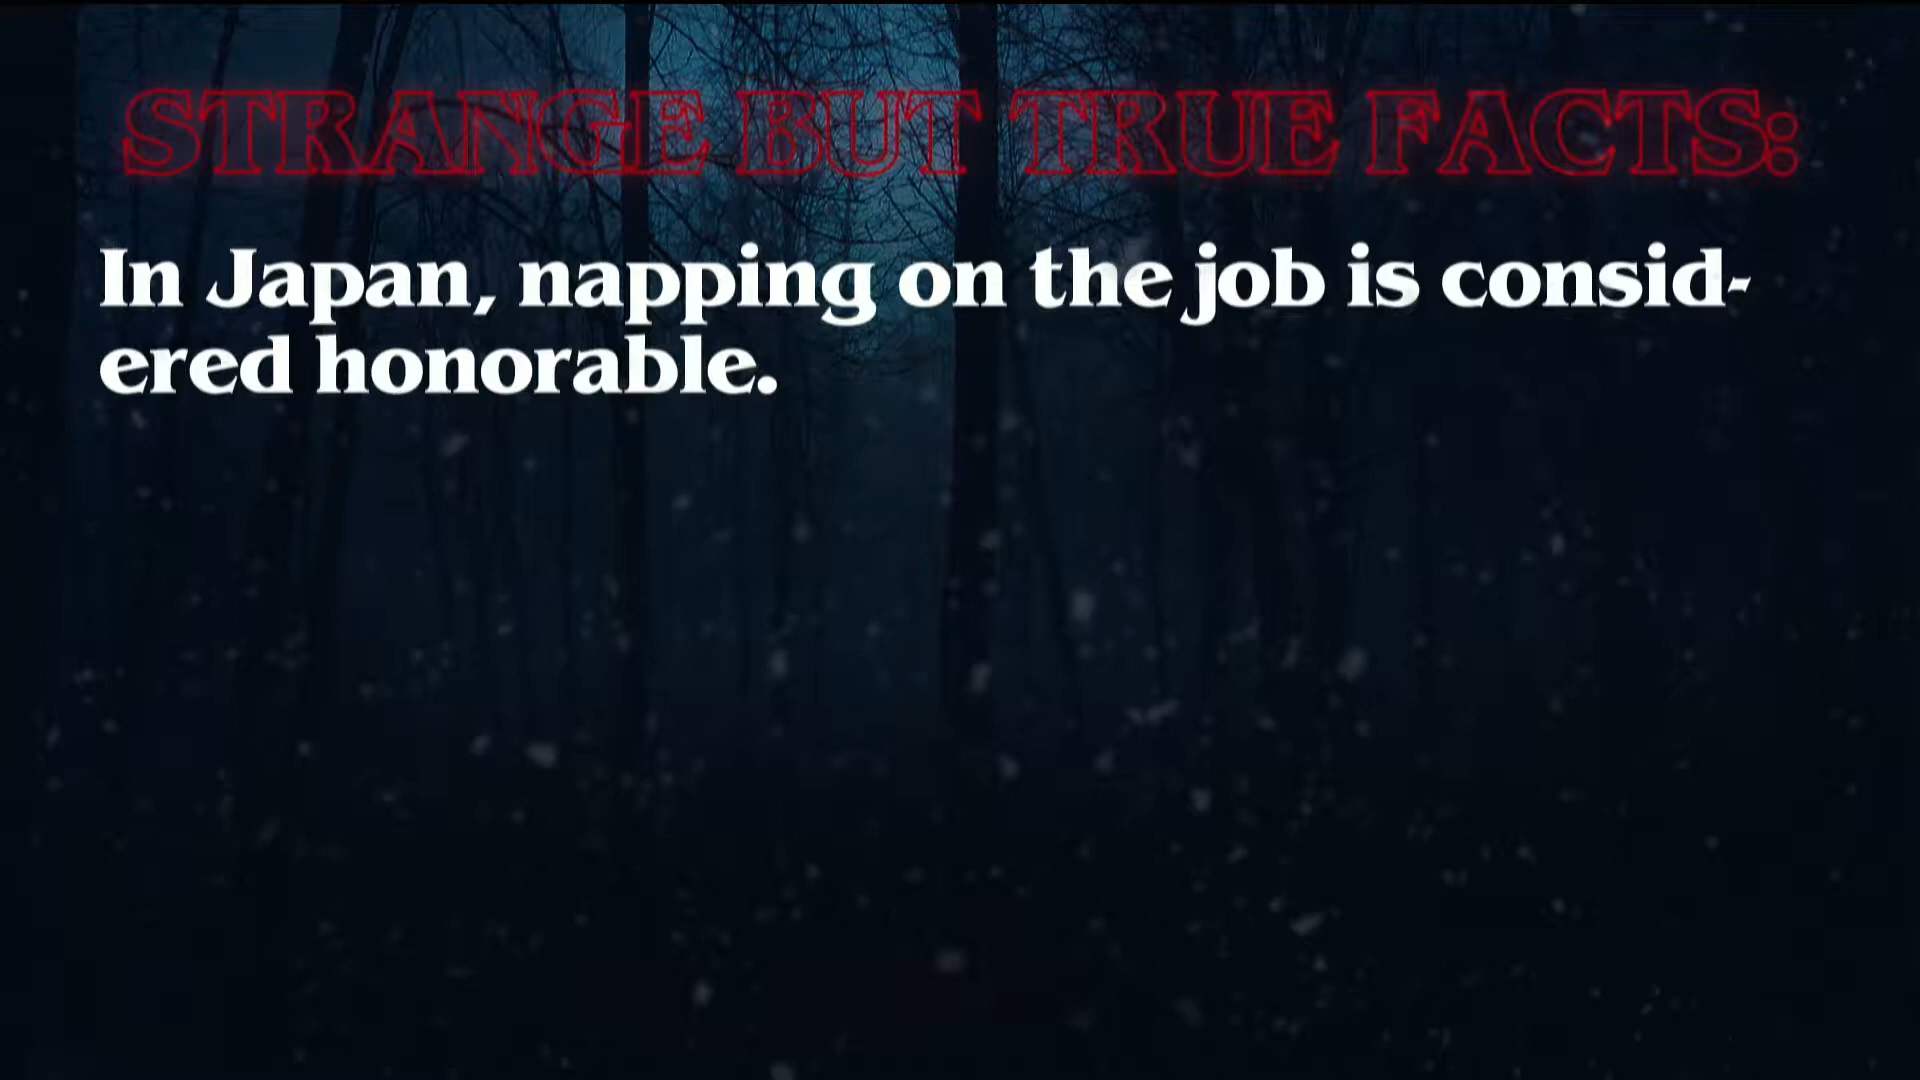 STRANGE BUT TRUE FACTS:
In Japan, napping on the job is consid-
ered honorable.